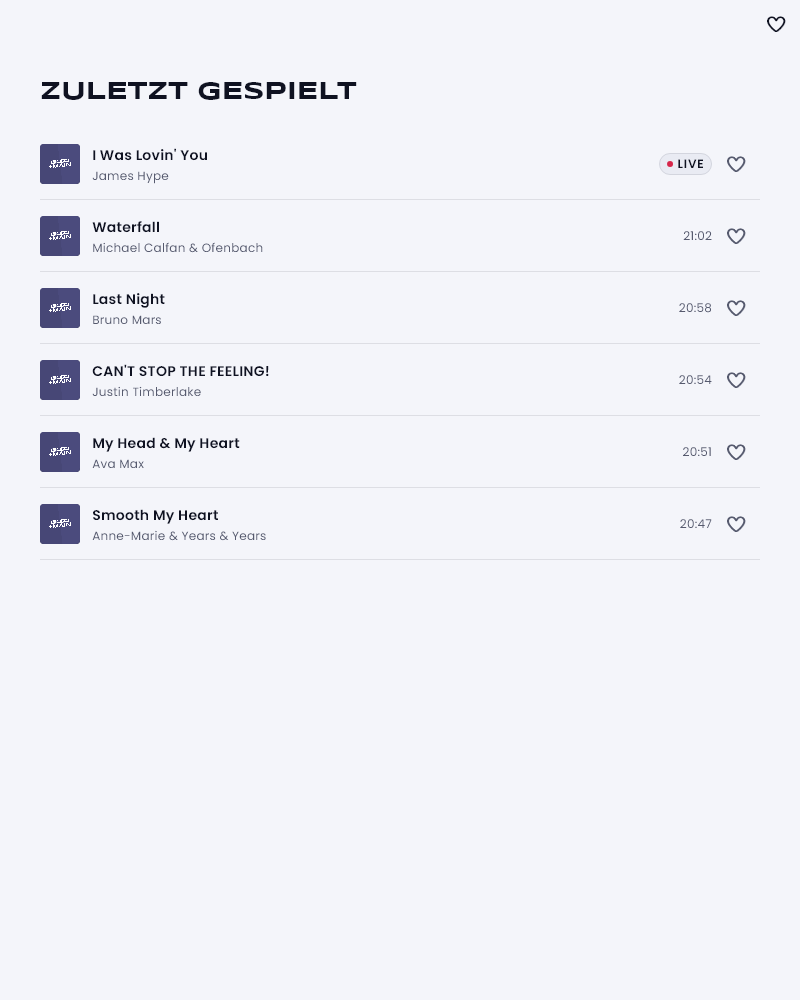 ZULETZT GESPIELT
I Was Lovin' You
James Hype
LIVE
Waterfall
Michael Calfan & Ofenbach
21:02
Last Night
Bruno Mars
20:58
CAN'T STOP THE FEELING!
Justin Timberlake
20:54
My Head & My Heart
Ava Max
20:51
Smooth My Heart
Anne-Marie & Years & Years
20:47